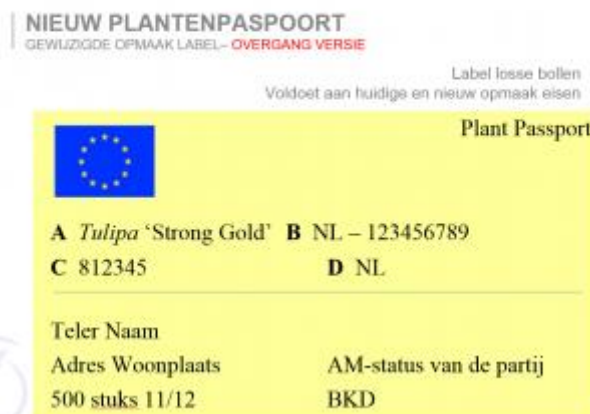 NIEUW PLANTENPASPOORT
GEWIJZIGDE OPMAAK LABEL– OVERGANG VERSIE
Label losse bollen
Voldoet aan huidige en nieuw opmaak eisen
Plant Passport
A Tulipa ‘Strong Gold’ B NL – 123456789
C 812345 D NL
Teler Naam
Adres Woonplaats AM-status van de partij
500 stuks 11/12 BKD